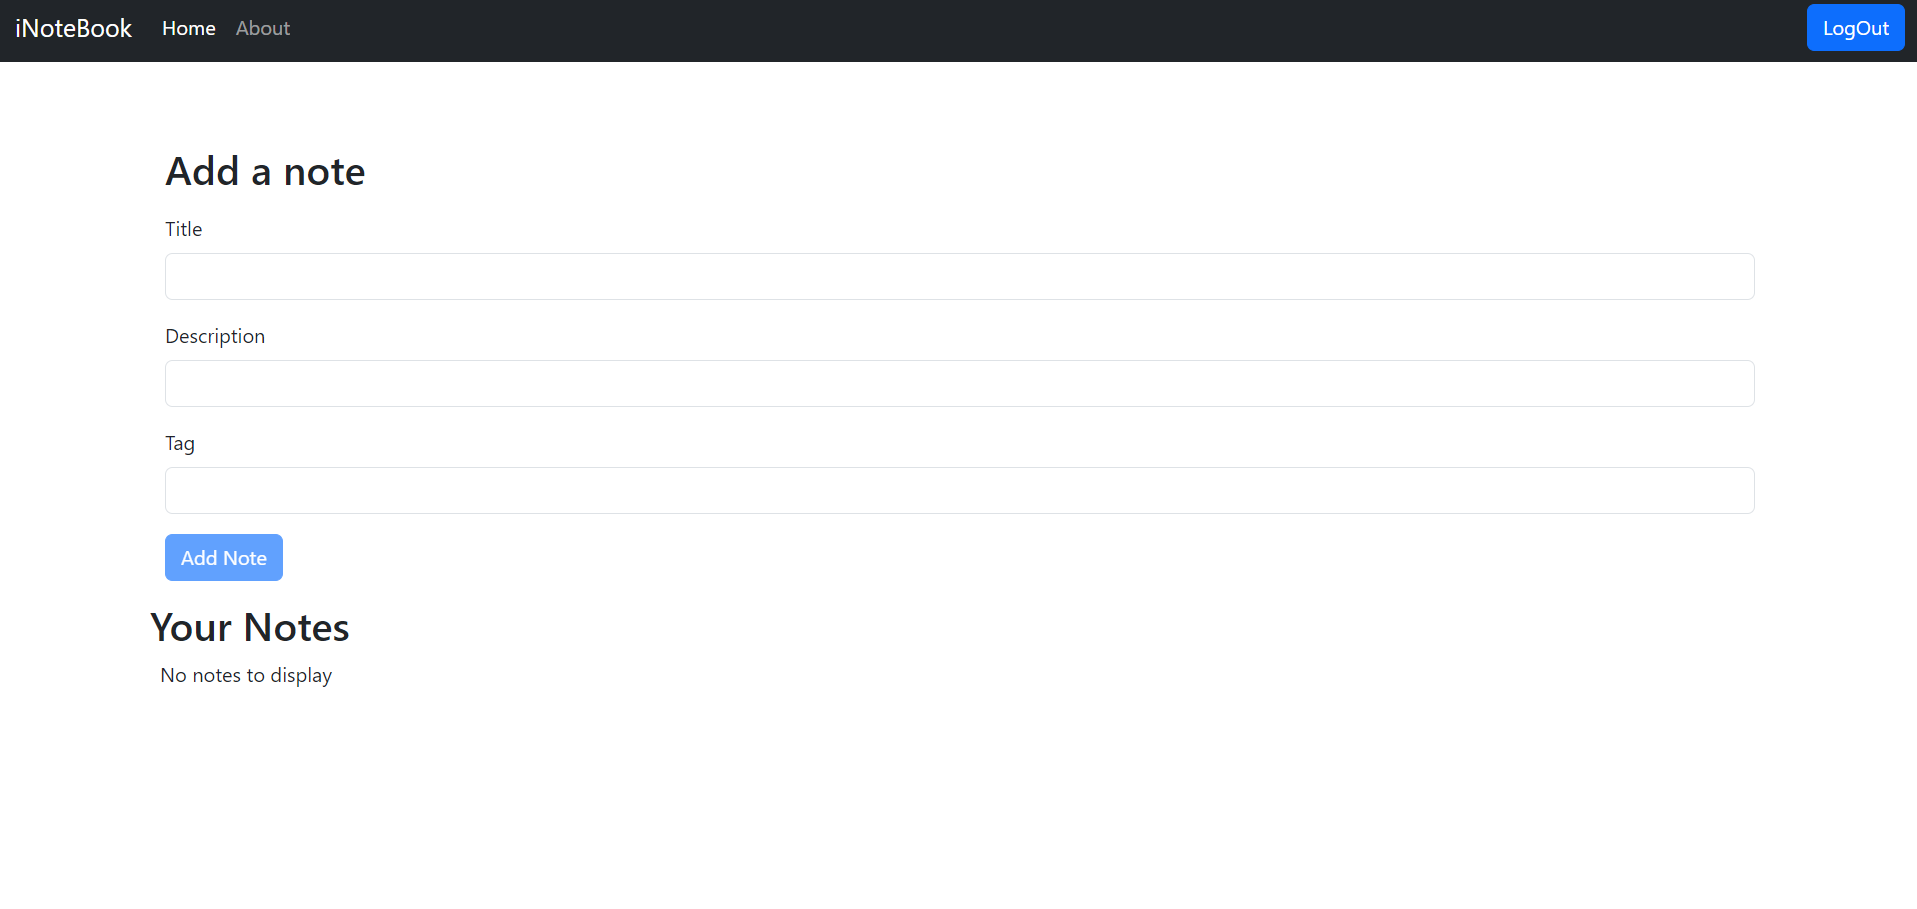 iNoteBook Home About LogOut
Add a note
Title
Description
Tag
Add Note
Your Notes
No notes to display